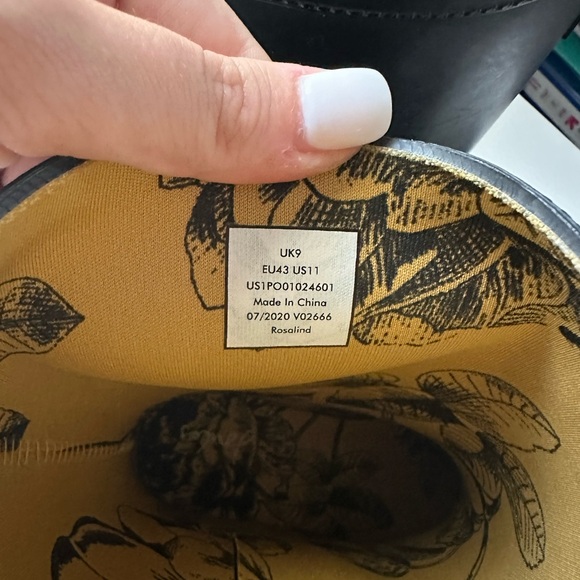 UK9
EU43 US11
US1PO01024601
Made In China
07/2020 V02666
Rosalind